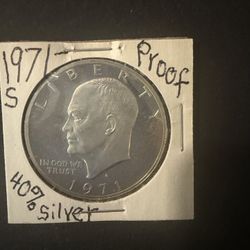 1971-
S
Proof
LIBERTY
IN GOD WE
TRUST
S
1971
40%
Silver